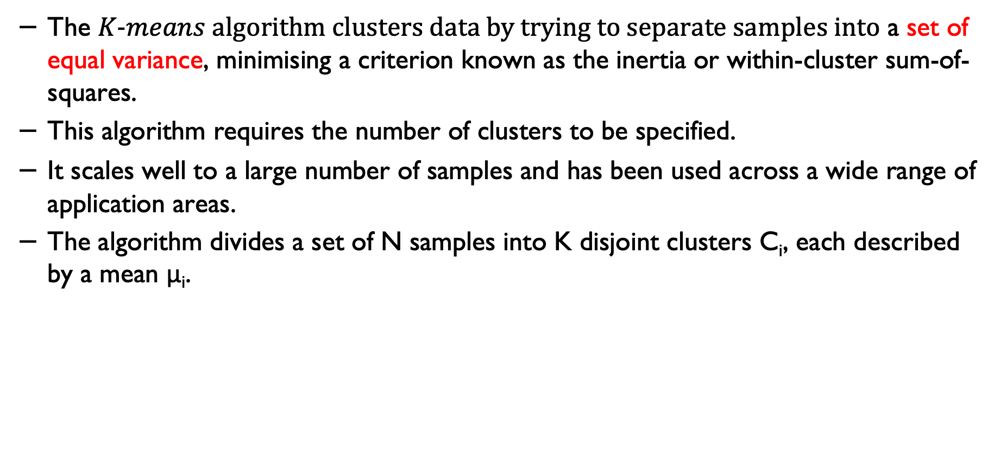 – The K-means algorithm clusters data by trying to separate samples into a set of
equal variance, minimising a criterion known as the inertia or within-cluster sum-of-
squares.
– This algorithm requires the number of clusters to be specified.
– It scales well to a large number of samples and has been used across a wide range of
application areas.
– The algorithm divides a set of N samples into K disjoint clusters Cᵢ, each described
by a mean μᵢ.